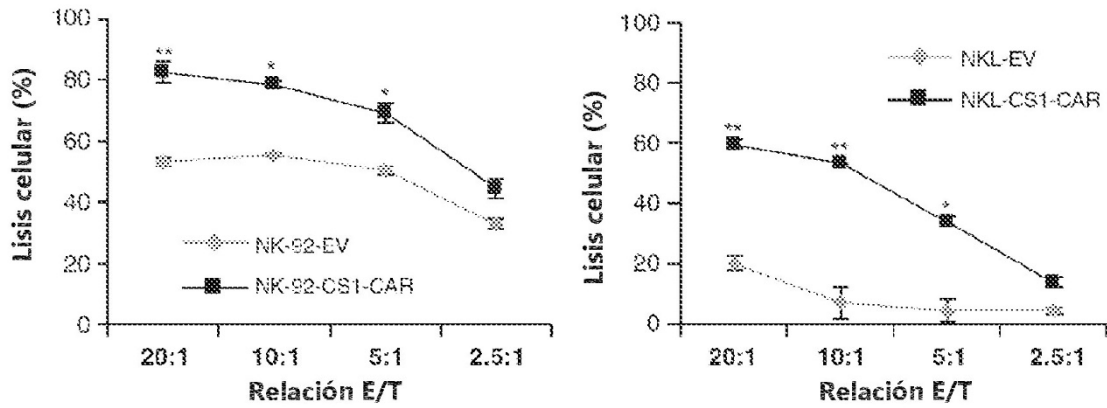 100
80
60
40
20
0
Lisis celular (%)
**
*
*
NK-92-EV
NK-92-CS1-CAR
20:1 10:1 5:1 2.5:1
Relación E/T
100
80
60
40
20
0
Lisis celular (%)
**
**
*
NKL-EV
NKL-CS1-CAR
20:1 10:1 5:1 2.5:1
Relación E/T